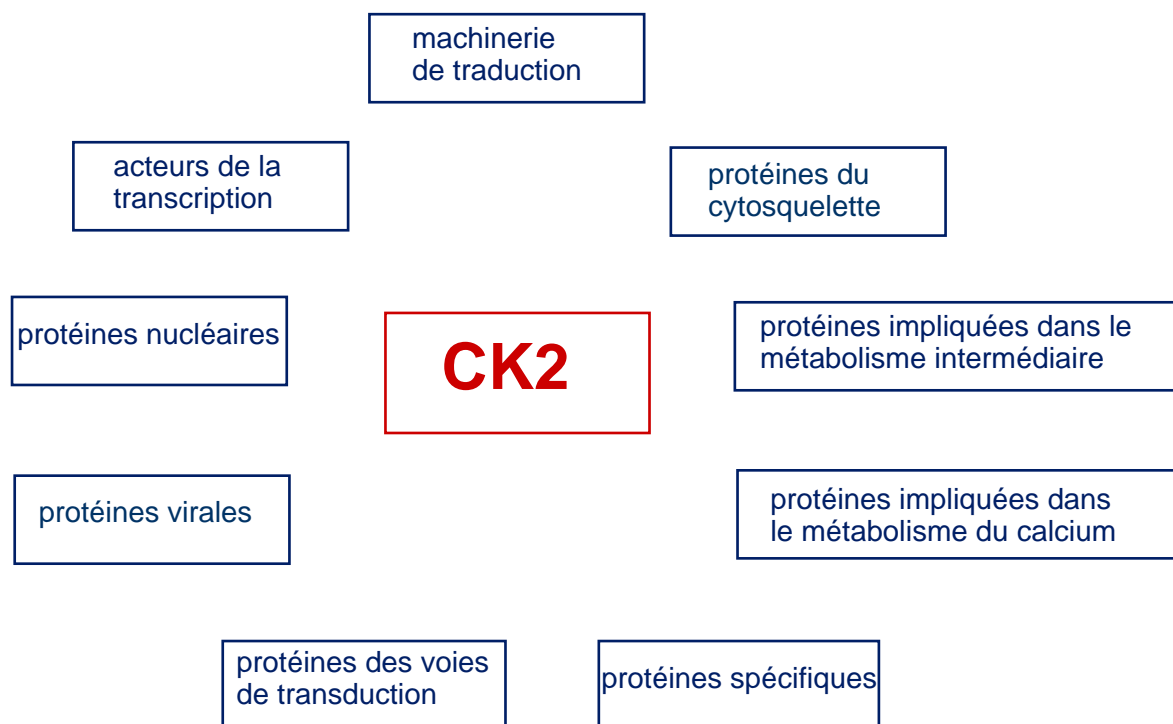 machinerie
de traduction
acteurs de la
transcription
protéines du
cytosquelette
protéines nucléaires
CK2
protéines impliquées dans le
métabolisme intermédiaire
protéines virales
protéines impliquées dans
le métabolisme du calcium
protéines des voies
de transduction
protéines spécifiques